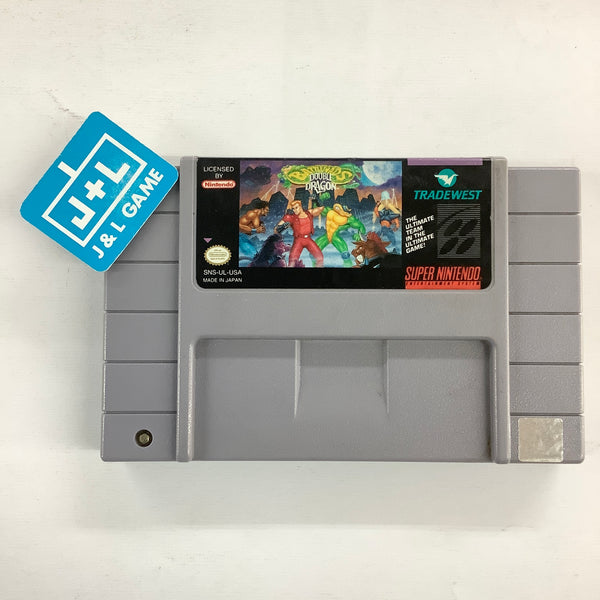 J+L
J & L GAME
LICENSED
BY
Nintendo
BATTLETOADS
DOUBLE
DRAGON
SNS-UL-USA
MADE IN JAPAN
TRADEWEST
THE
ULTIMATE
TEAM
IN THE
ULTIMATE
GAME!
SUPER NINTENDO
ENTERTAINMENT SYSTEM